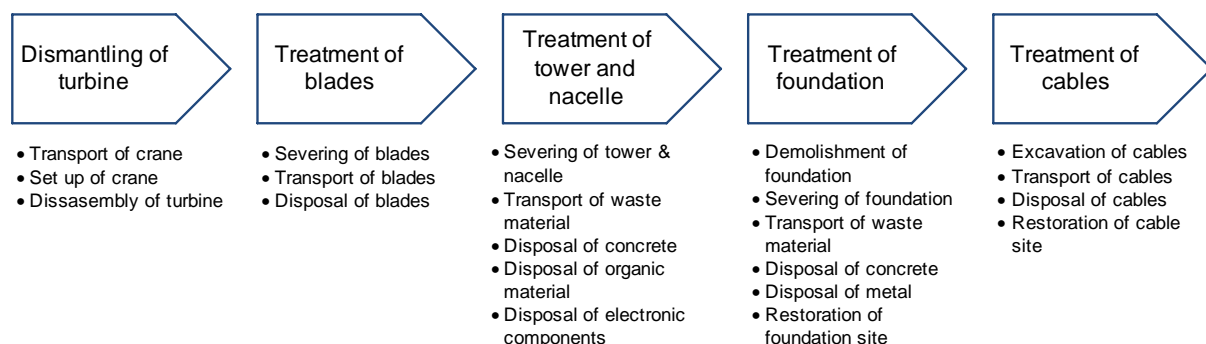 Dismantling of
turbine
• Transport of crane
• Set up of crane
• Dissasembly of turbine
Treatment of
blades
• Severing of blades
• Transport of blades
• Disposal of blades
Treatment of
tower and
nacelle
• Severing of tower &
nacelle
• Transport of waste
material
• Disposal of concrete
• Disposal of organic
material
• Disposal of electronic
components
Treatment of
foundation
• Demolishment of
foundation
• Severing of foundation
• Transport of waste
material
• Disposal of concrete
• Disposal of metal
• Restoration of
foundation site
Treatment of
cables
• Excavation of cables
• Transport of cables
• Disposal of cables
• Restoration of cable
site